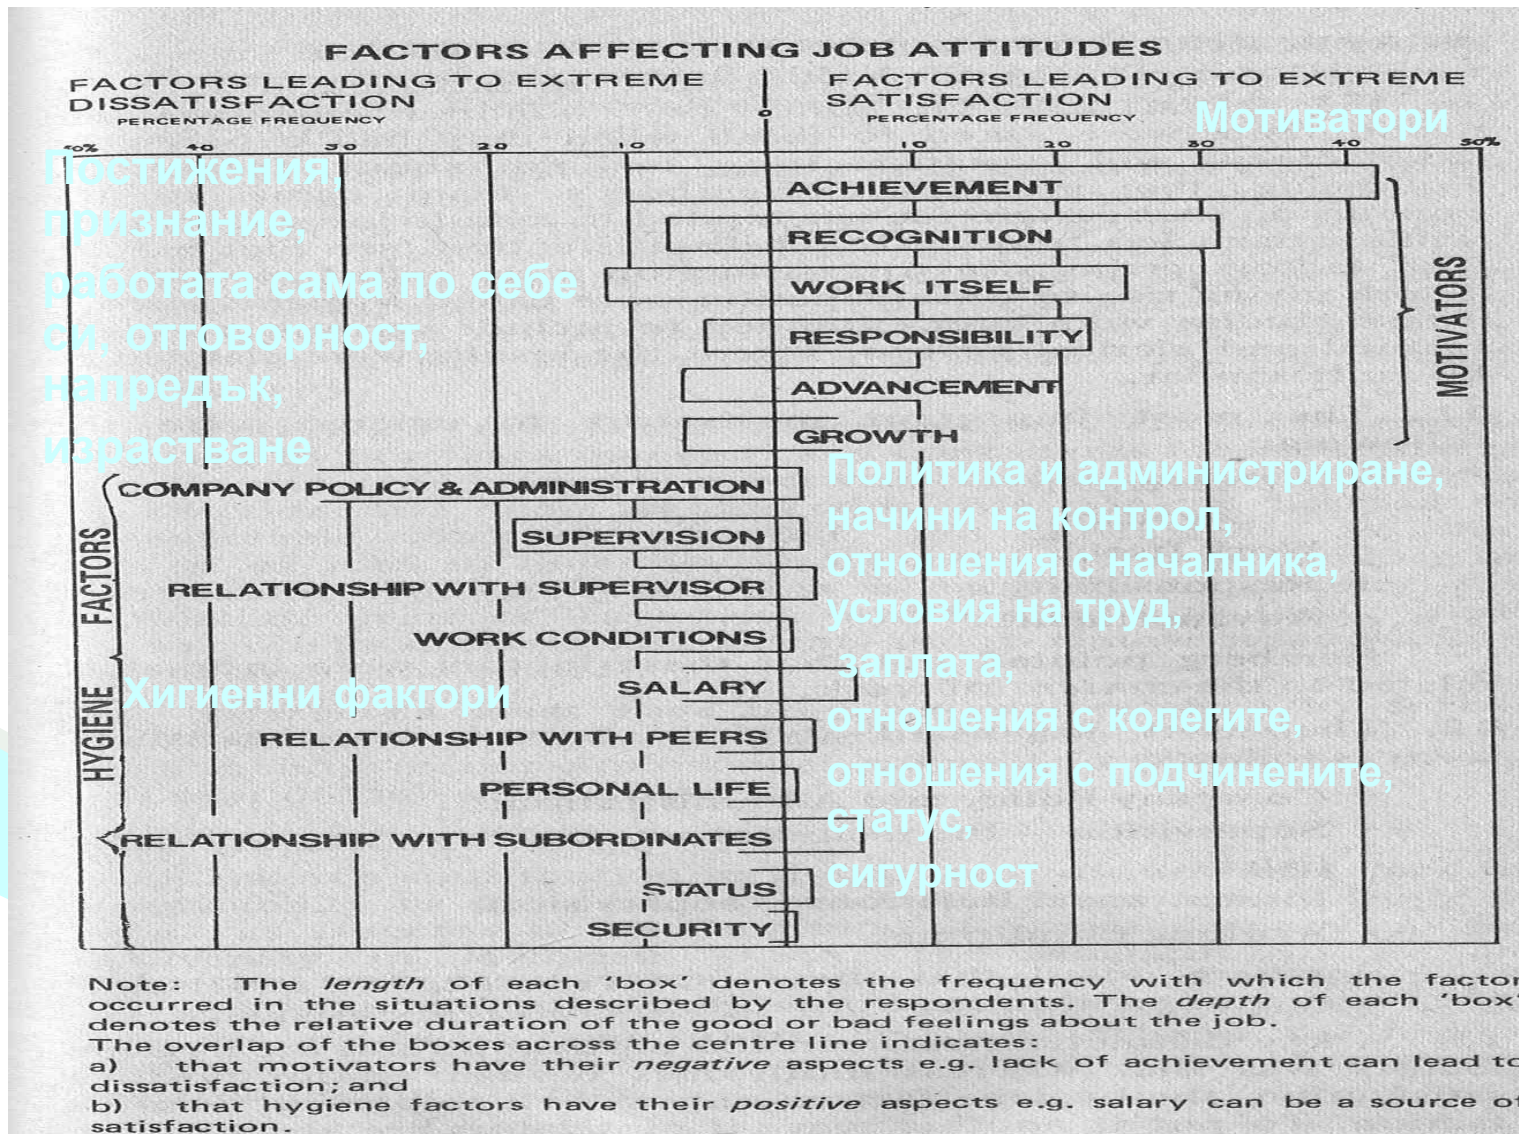 FACTORS AFFECTING JOB ATTITUDES
FACTORS LEADING TO EXTREME
DISSATISFACTION
PERCENTAGE FREQUENCY
FACTORS LEADING TO EXTREME
SATISFACTION
PERCENTAGE FREQUENCY
Мотиватори
50% 40 30 20 10 0 10 20 30 40 50%
Постижения,
признание,
работата сама по себе
си, отговорност,
напредък,
израстване
ACHIEVEMENT
RECOGNITION
WORK ITSELF
RESPONSIBILITY
ADVANCEMENT
GROWTH
MOTIVATORS
COMPANY POLICY & ADMINISTRATION
SUPERVISION
RELATIONSHIP WITH SUPERVISOR
WORK CONDITIONS
SALARY
RELATIONSHIP WITH PEERS
PERSONAL LIFE
RELATIONSHIP WITH SUBORDINATES
STATUS
SECURITY
HYGIENE FACTORS
Хигиенни факгори
Политика и администриране,
начини на контрол,
отношения с началника,
условия на труд,
заплата,
отношения с колегите,
отношения с подчинените,
статус,
сигурност
Note: The length of each 'box' denotes the frequency with which the factor
occurred in the situations described by the respondents. The depth of each 'box'
denotes the relative duration of the good or bad feelings about the job.
The overlap of the boxes across the centre line indicates:
a) that motivators have their negative aspects e.g. lack of achievement can lead to
dissatisfaction; and
b) that hygiene factors have their positive aspects e.g. salary can be a source of
satisfaction.